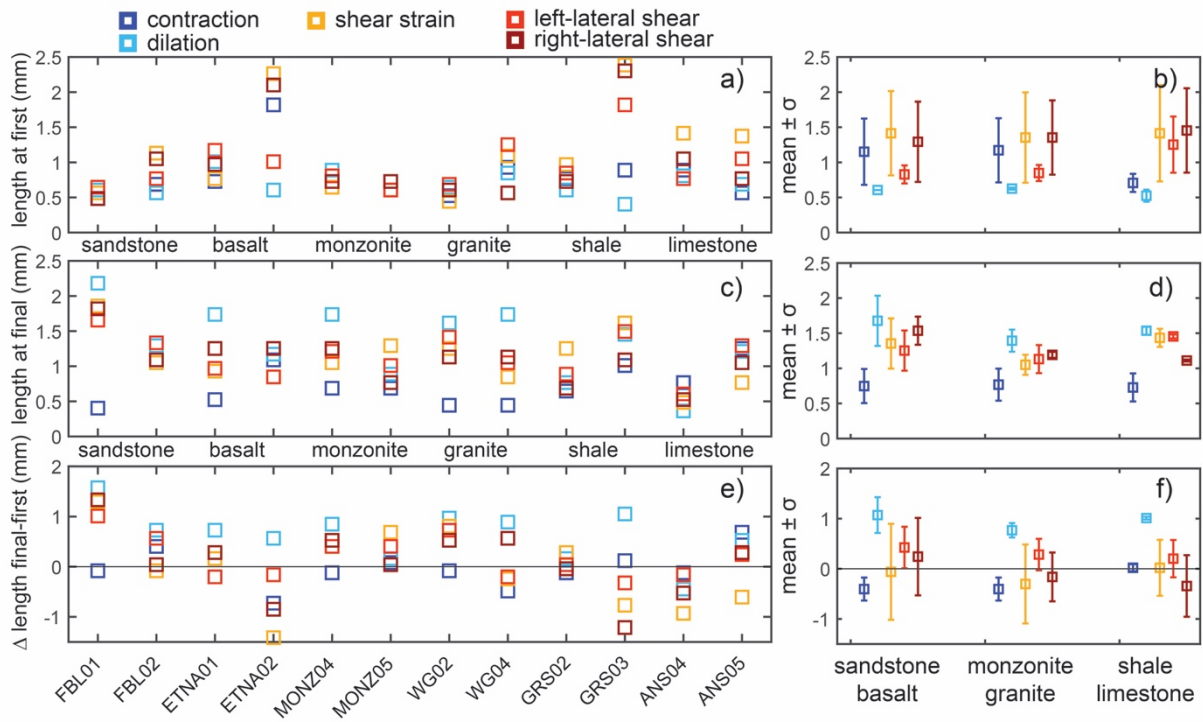 contraction
shear strain
left-lateral shear
dilation
right-lateral shear
length at first (mm)
2.5
2
1.5
1
0.5
0
a)
sandstone basalt monzonite granite shale limestone
mean ± σ
2.5
2
1.5
1
0.5
0
b)
length at final (mm)
2.5
2
1.5
1
0.5
0
c)
sandstone basalt monzonite granite shale limestone
mean ± σ
2.5
2
1.5
1
0.5
0
d)
Δ length final-first (mm)
2
1
0
-1
e)
FBL01 FBL02 ETNA01 ETNA02 MONZ04 MONZ05 WG02 WG04 GRS02 GRS03 ANS04 ANS05
mean ± σ
2
1
0
-1
f)
sandstone monzonite shale
basalt granite limestone